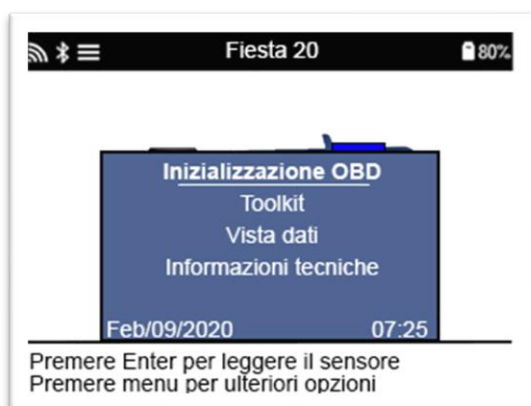 Fiesta 20 80%
Inizializzazione OBD
Toolkit
Vista dati
Informazioni tecniche
Feb/09/2020 07:25
Premere Enter per leggere il sensore
Premere menu per ulteriori opzioni